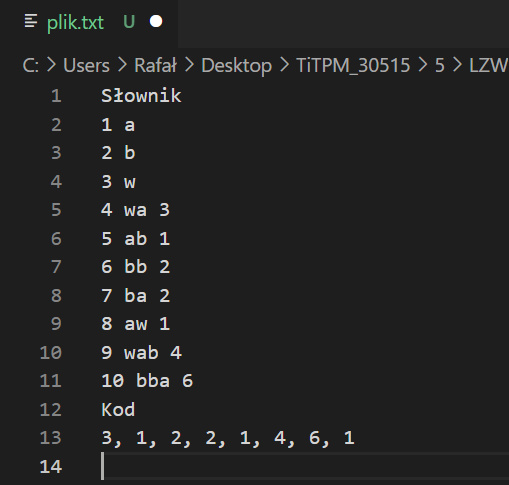 plik.txt U
C: > Users > Rafał > Desktop > TiTPM_30515 > 5 > LZW
1 Słownik
2 1 a
3 2 b
4 3 w
5 4 wa 3
6 5 ab 1
7 6 bb 2
8 7 ba 2
9 8 aw 1
10 9 wab 4
11 10 bba 6
12 Kod
13 3, 1, 2, 2, 1, 4, 6, 1
14